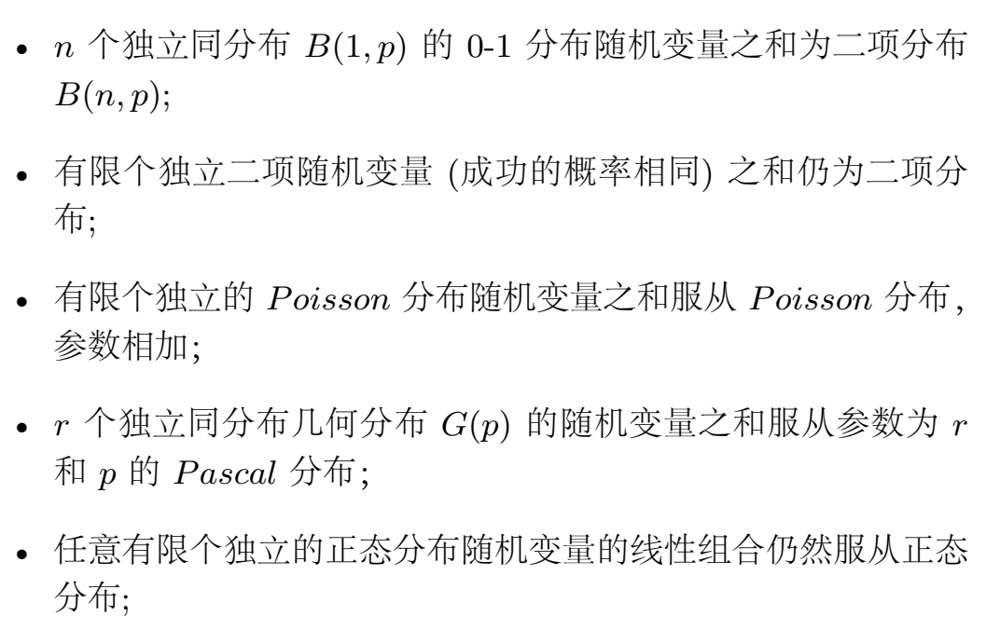 • n 个独立同分布 B(1, p) 的 0-1 分布随机变量之和为二项分布
B(n, p);
• 有限个独立二项随机变量 (成功的概率相同) 之和仍为二项分
布;
• 有限个独立的 Poisson 分布随机变量之和服从 Poisson 分布,
参数相加;
• r 个独立同分布几何分布 G(p) 的随机变量之和服从参数为 r
和 p 的 Pascal 分布;
• 任意有限个独立的正态分布随机变量的线性组合仍然服从正态
分布;